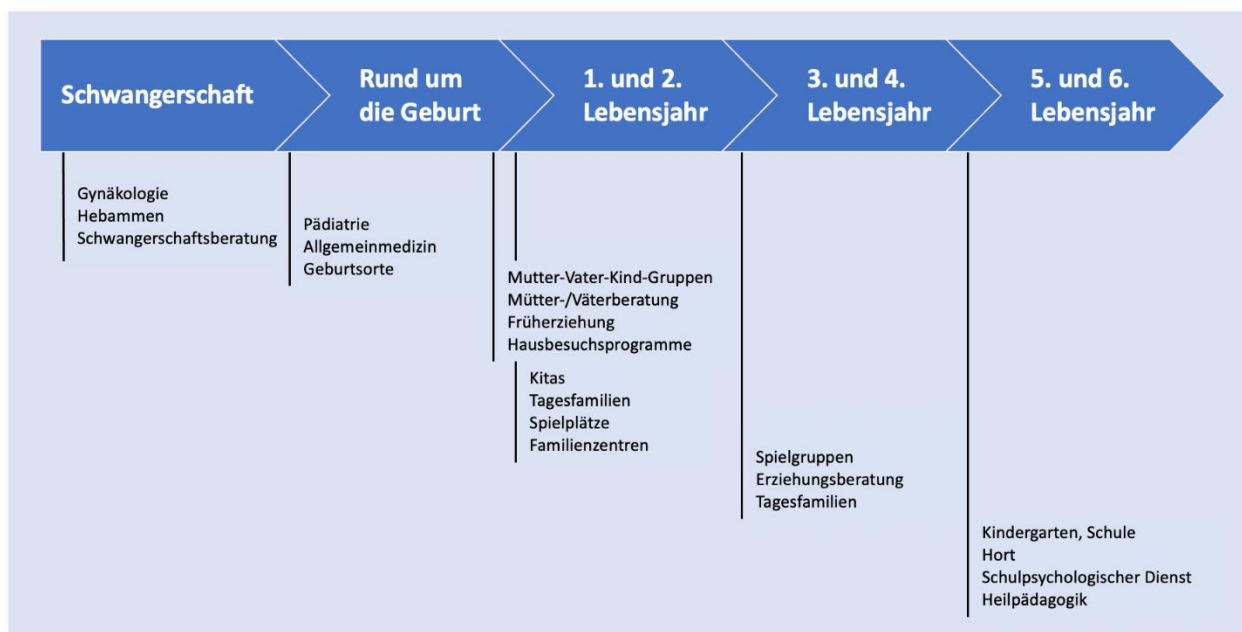 Schwangerschaft
Rund um
die Geburt
1. und 2.
Lebensjahr
3. und 4.
Lebensjahr
5. und 6.
Lebensjahr
Gynäkologie
Hebammen
Schwangerschaftsberatung
Pädiatrie
Allgemeinmedizin
Geburtsorte
Mutter-Vater-Kind-Gruppen
Mütter-/Väterberatung
Früherziehung
Hausbesuchsprogramme
Kitas
Tagesfamilien
Spielplätze
Familienzentren
Spielgruppen
Erziehungsberatung
Tagesfamilien
Kindergarten, Schule
Hort
Schulpsychologischer Dienst
Heilpädagogik